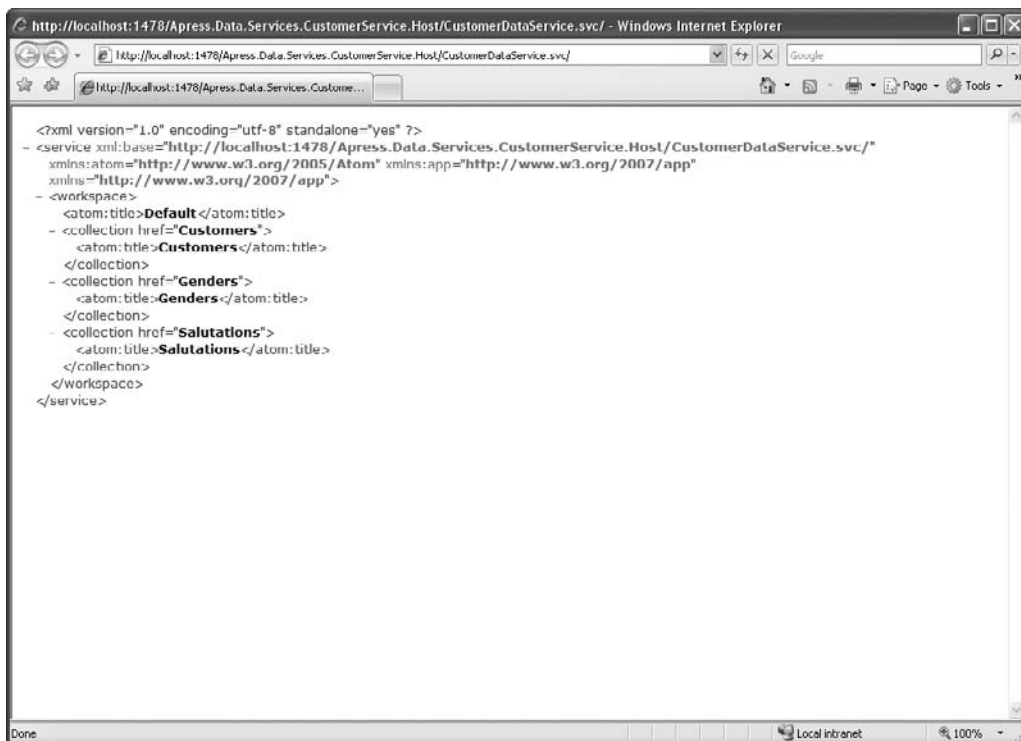 http://localhost:1478/Apress.Data.Services.CustomerService.Host/CustomerDataService.svc/ - Windows Internet Explorer
http://localhost:1478/Apress.Data.Services.CustomerService.Host/CustomerDataService.svc/
Google
http://localhost:1478/Apress.Data.Services.Custome...
Page
Tools
<?xml version="1.0" encoding="utf-8" standalone="yes" ?>
- <service xml:base="http://localhost:1478/Apress.Data.Services.CustomerService.Host/CustomerDataService.svc/"
xmlns:atom="http://www.w3.org/2005/Atom" xmlns:app="http://www.w3.org/2007/app"
xmlns="http://www.w3.org/2007/app">
- <workspace>
<atom:title>Default</atom:title>
- <collection href="Customers">
<atom:title>Customers</atom:title>
</collection>
- <collection href="Genders">
<atom:title>Genders</atom:title>
</collection>
- <collection href="Salutations">
<atom:title>Salutations</atom:title>
</collection>
</workspace>
</service>
Done
Local intranet
100%